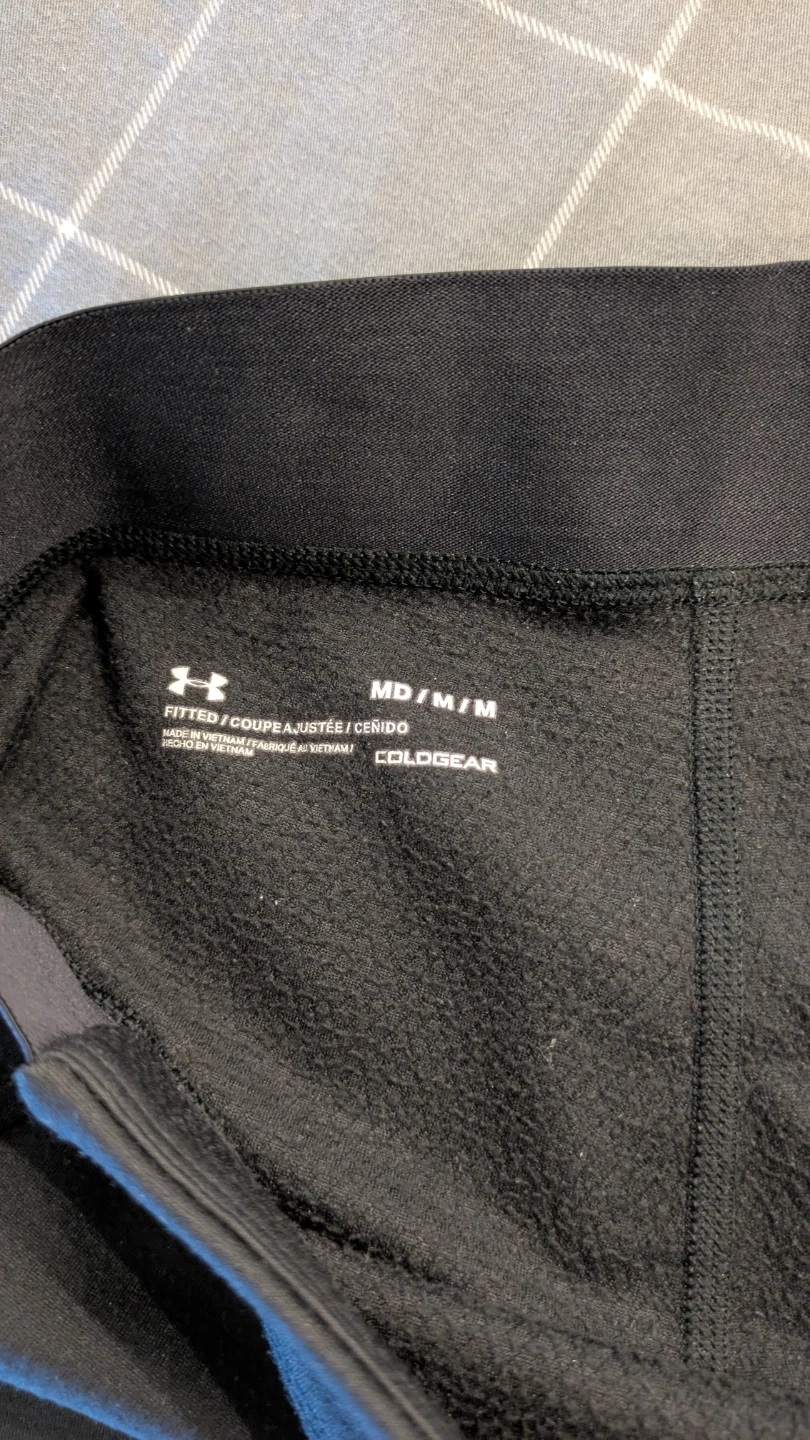 MD / M / M
FITTED / COUPE AJUSTÉE / CEÑIDO
MADE IN VIETNAM / FABRIQUÉ AU VIETNAM /
HECHO EN VIETNAM
COLDGEAR